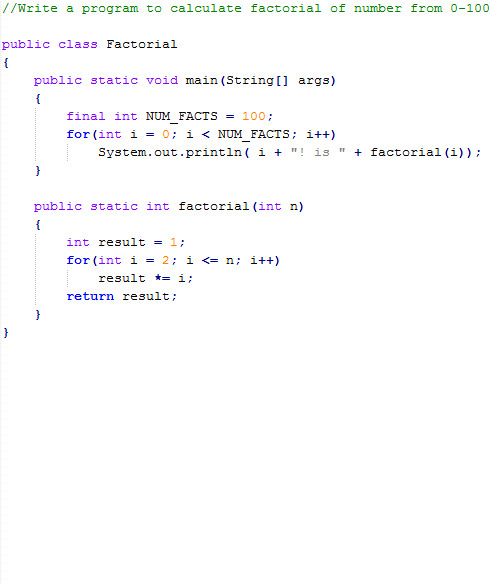 //Write a program to calculate factorial of number from 0-100
public class Factorial
{
public static void main(String[] args)
{
final int NUM_FACTS = 100;
for(int i = 0; i < NUM_FACTS; i++)
System.out.println( i + "! is " + factorial(i));
}
public static int factorial(int n)
{
int result = 1;
for(int i = 2; i <= n; i++)
result *= i;
return result;
}
}